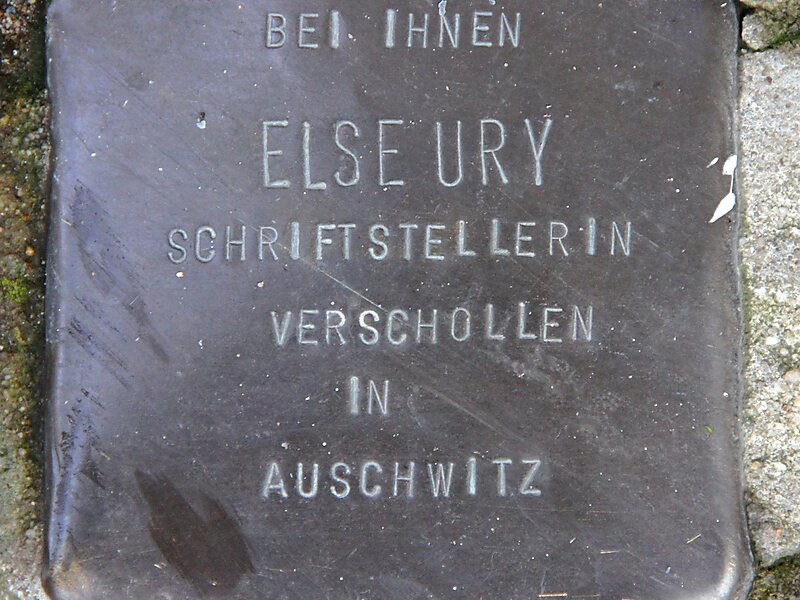 BEI IHNEN
ELSE URY
SCHRIFTSTELLERIN
VERSCHOLLEN
IN
AUSCHWITZ